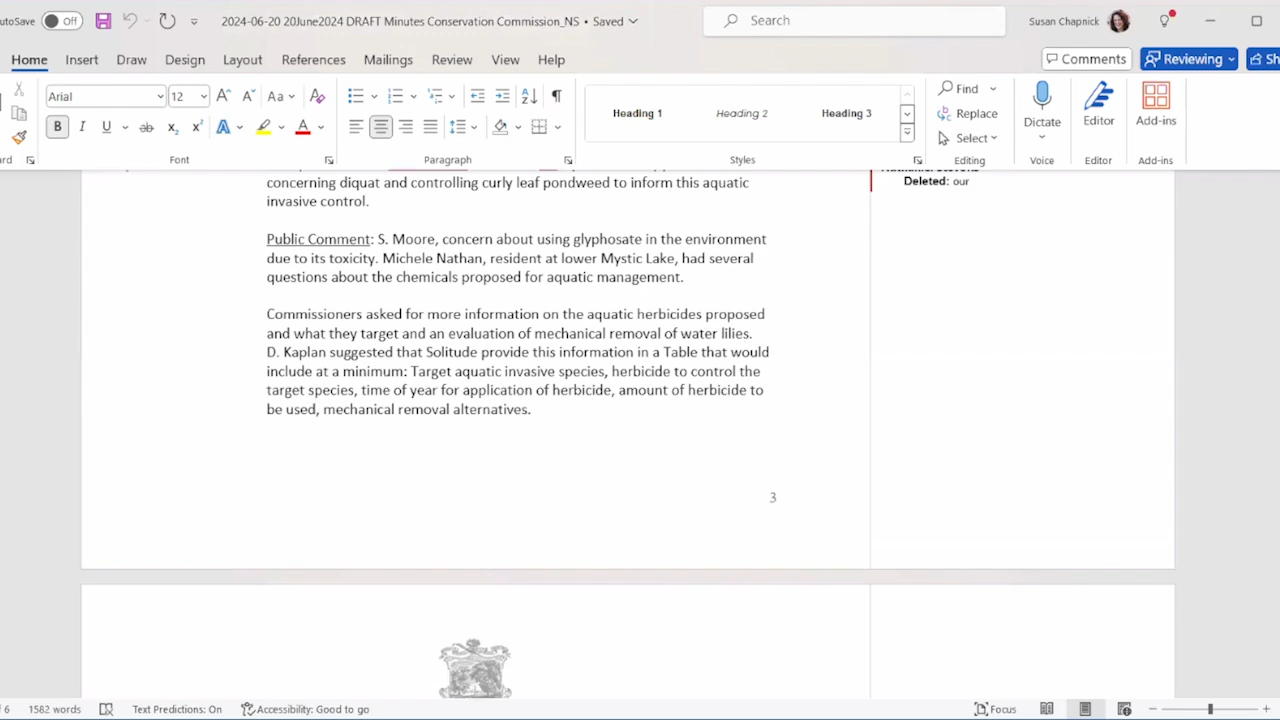 utoSave Off 2024-06-20 20June2024 DRAFT Minutes Conservation Commission_NS • Saved Search Susan Chapnick
Home Insert Draw Design Layout References Mailings Review View Help Comments Reviewing Sh
Arial 12 Aa
Heading 1 Heading 2 Heading 3
Find
Replace
Select
Dictate Editor Add-ins
B I U ab x₂ x² A A
ard Font Paragraph Styles Editing Voice Editor Add-ins
Deleted: our
concerning diquat and controlling curly leaf pondweed to inform this aquatic
invasive control.
Public Comment: S. Moore, concern about using glyphosate in the environment
due to its toxicity. Michele Nathan, resident at lower Mystic Lake, had several
questions about the chemicals proposed for aquatic management.
Commissioners asked for more information on the aquatic herbicides proposed
and what they target and an evaluation of mechanical removal of water lilies.
D. Kaplan suggested that Solitude provide this information in a Table that would
include at a minimum: Target aquatic invasive species, herbicide to control the
target species, time of year for application of herbicide, amount of herbicide to
be used, mechanical removal alternatives.
3
f 6 1582 words Text Predictions: On Accessibility: Good to go Focus